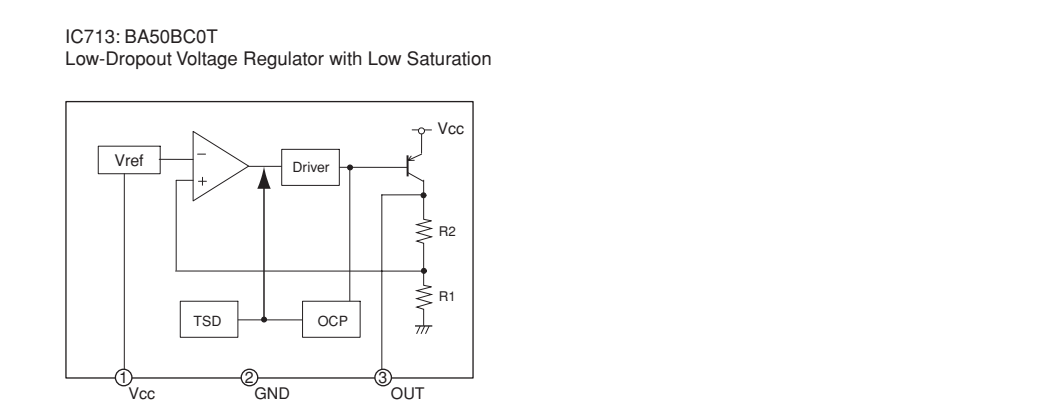 IC713: BA50BC0T
Low-Dropout Voltage Regulator with Low Saturation
Vcc
Vref
−
Driver
+
R2
R1
TSD
OCP
1
2
3
Vcc
GND
OUT